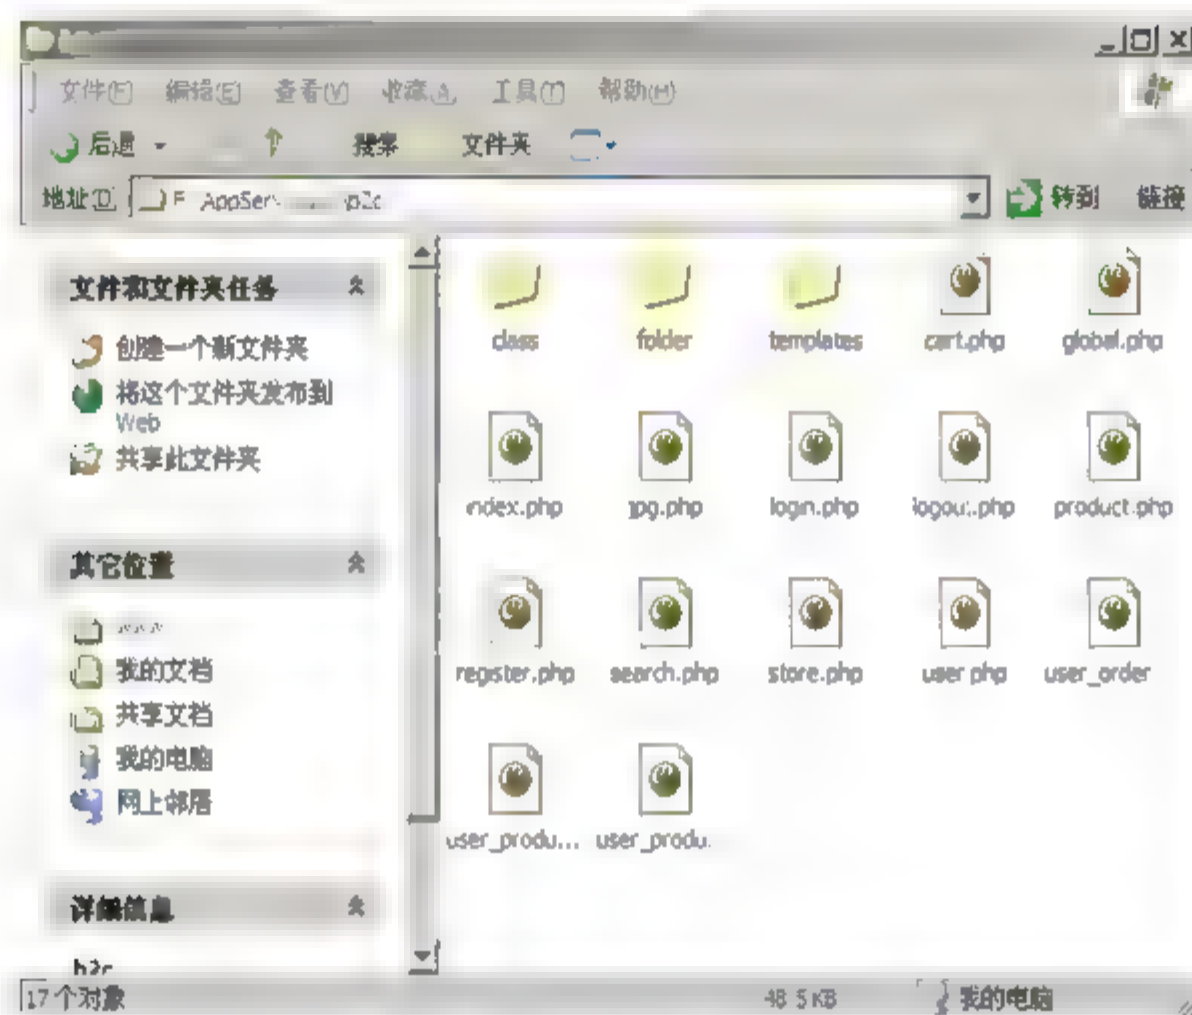 文件(F) 编辑(E) 查看(V) 收藏(A) 工具(T) 帮助(H)
后退 搜索 文件夹
地址(D) 转到 链接
文件和文件夹任务
创建一个新文件夹
将这个文件夹发布到
Web
共享此文件夹
其它位置
我的文档
共享文档
我的电脑
网上邻居
详细信息
b2c
class folder templates cart.php global.php
index.php jpg.php login.php logout.php product.php
register.php search.php store.php user.php user_order
user_produ... user_produ.
17 个对象 48.5 KB 我的电脑